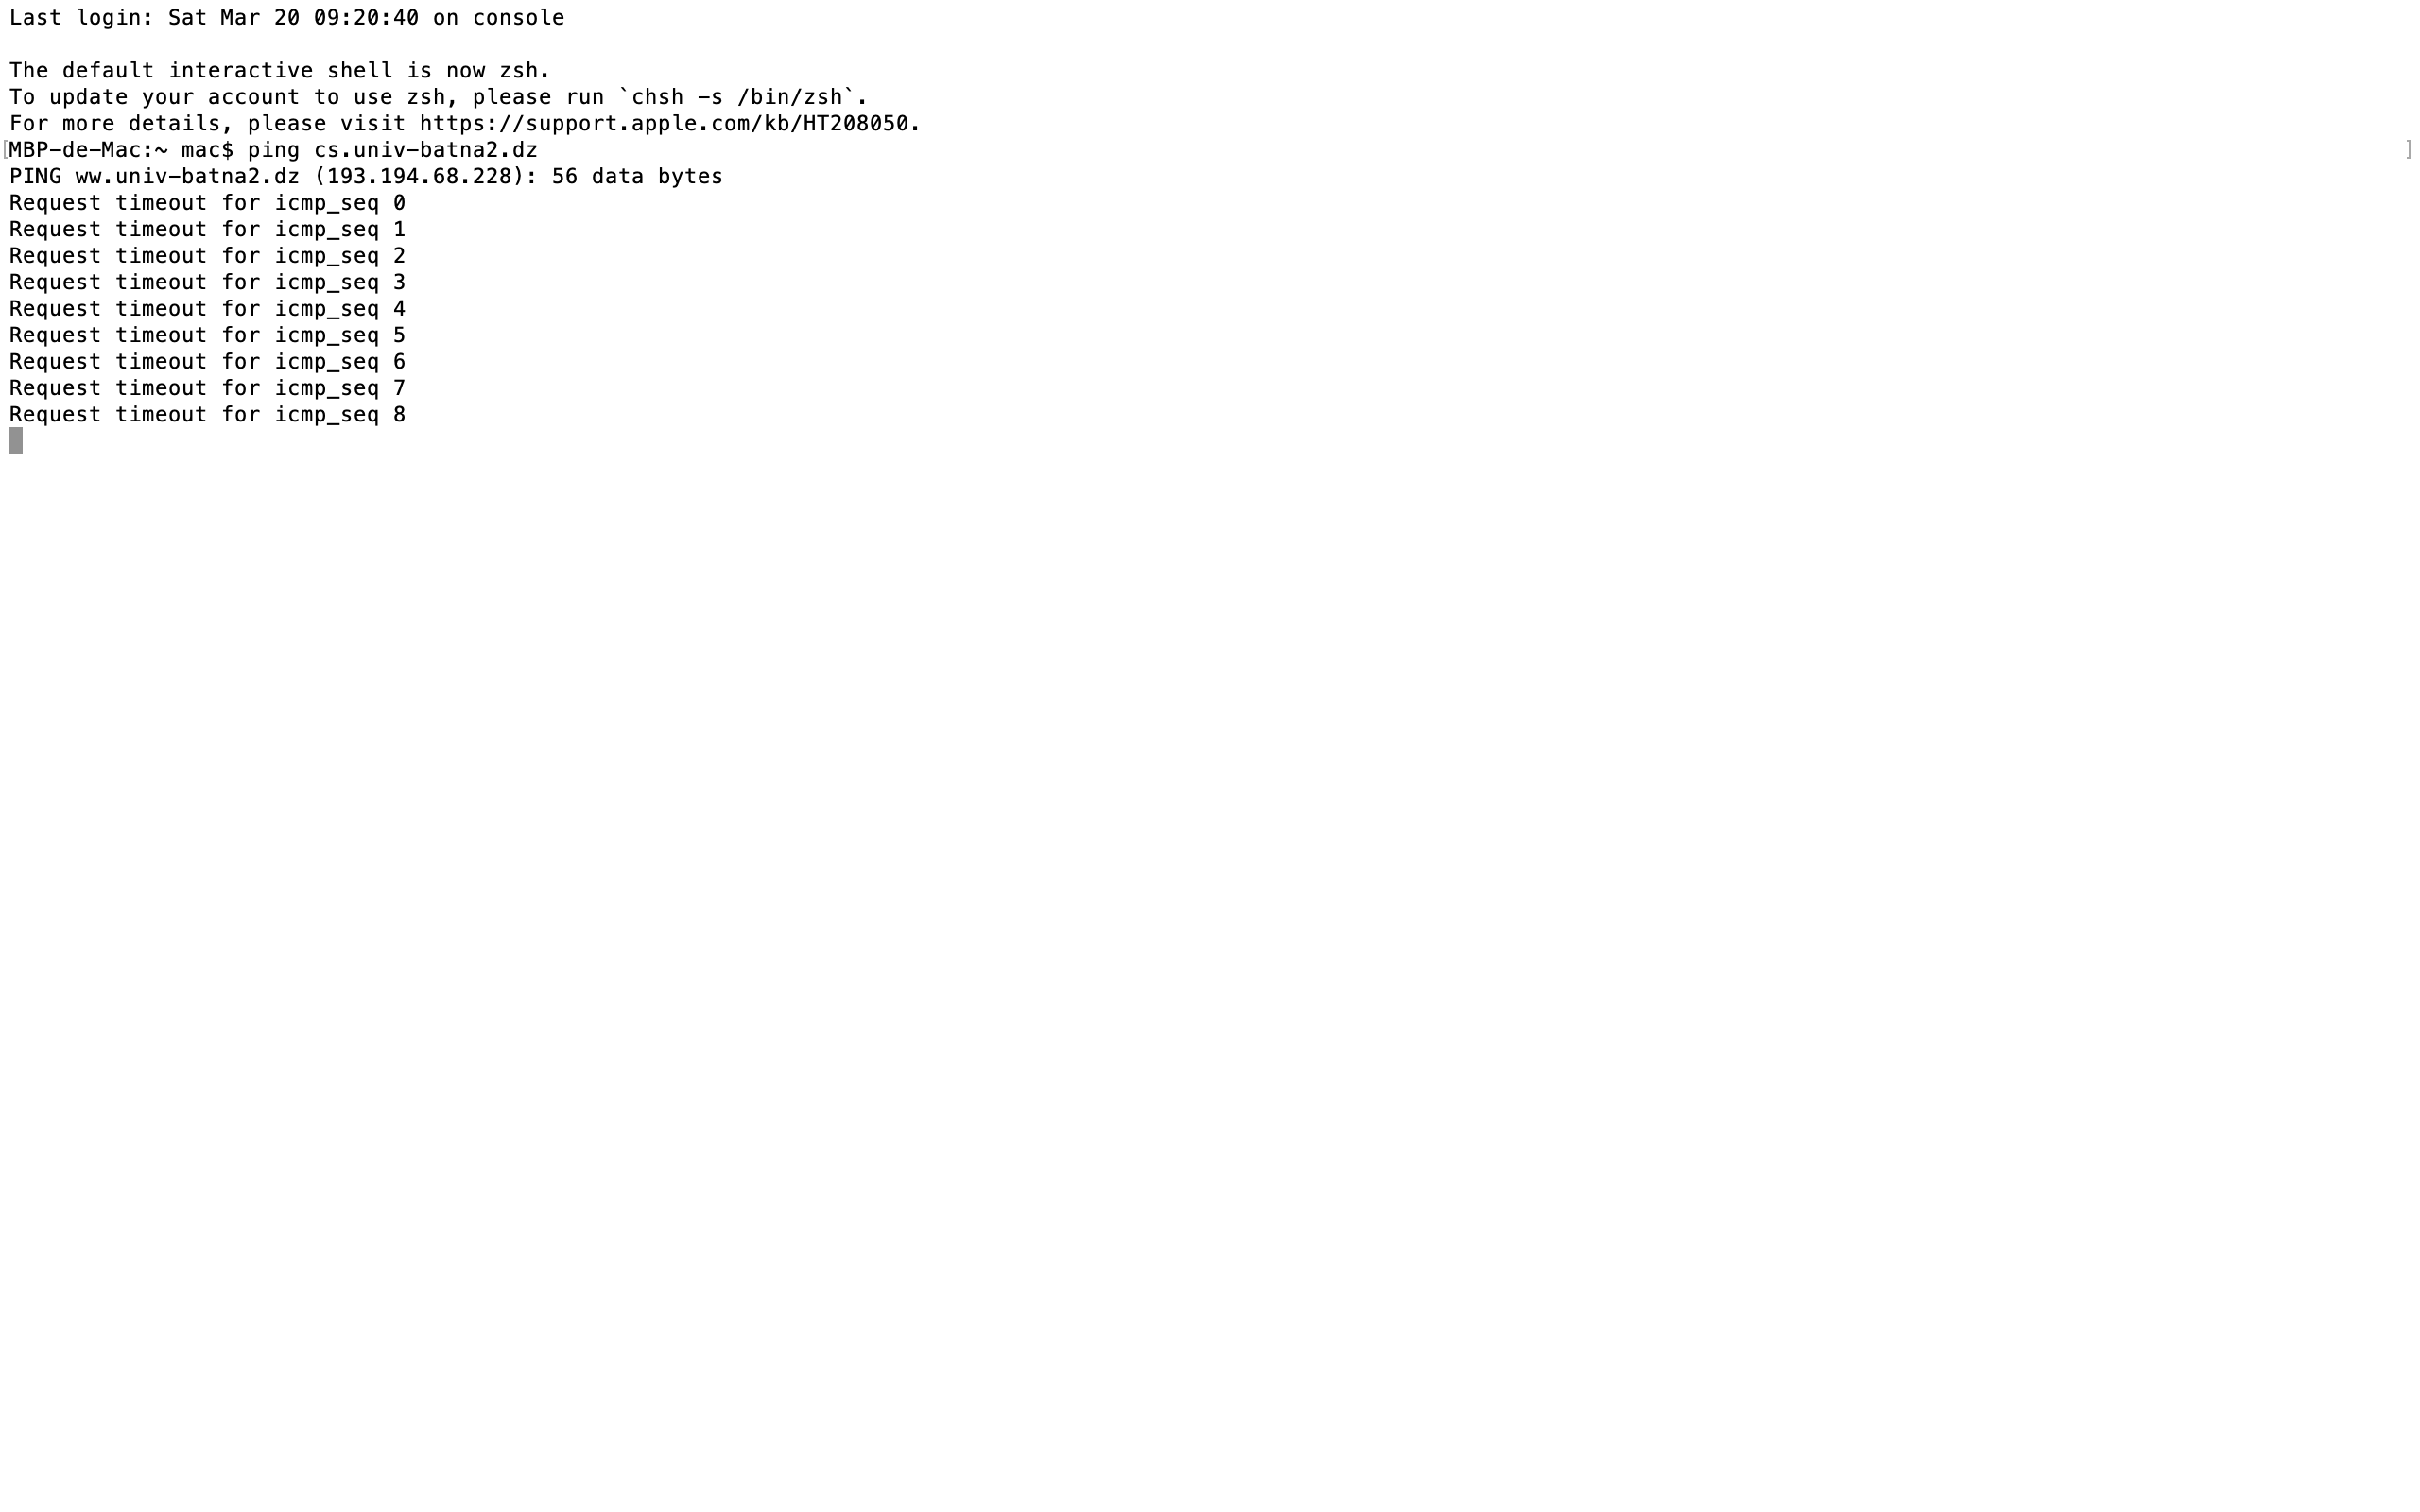 Last login: Sat Mar 20 09:20:40 on console
The default interactive shell is now zsh.
To update your account to use zsh, please run `chsh -s /bin/zsh`.
For more details, please visit https://support.apple.com/kb/HT208050.
[MBP-de-Mac:~ mac$ ping cs.univ-batna2.dz ]
PING ww.univ-batna2.dz (193.194.68.228): 56 data bytes
Request timeout for icmp_seq 0
Request timeout for icmp_seq 1
Request timeout for icmp_seq 2
Request timeout for icmp_seq 3
Request timeout for icmp_seq 4
Request timeout for icmp_seq 5
Request timeout for icmp_seq 6
Request timeout for icmp_seq 7
Request timeout for icmp_seq 8